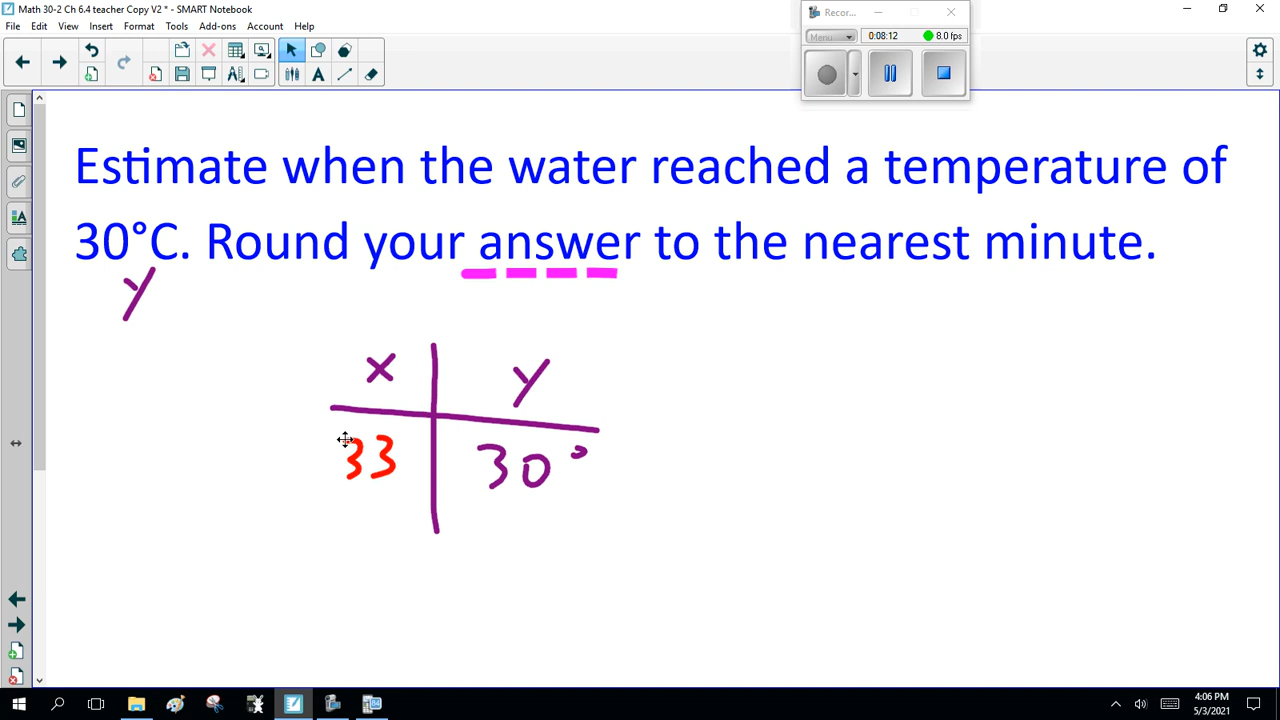 Math 30-2 Ch 6.4 teacher Copy V2 * - SMART Notebook
File Edit View Insert Format Tools Add-ons Account Help
Recor...
Menu 0:08:12 8.0 fps
Estimate when the water reached a temperature of
30°C. Round your answer to the nearest minute.
y
x y
33 30°
4:06 PM
5/3/2021